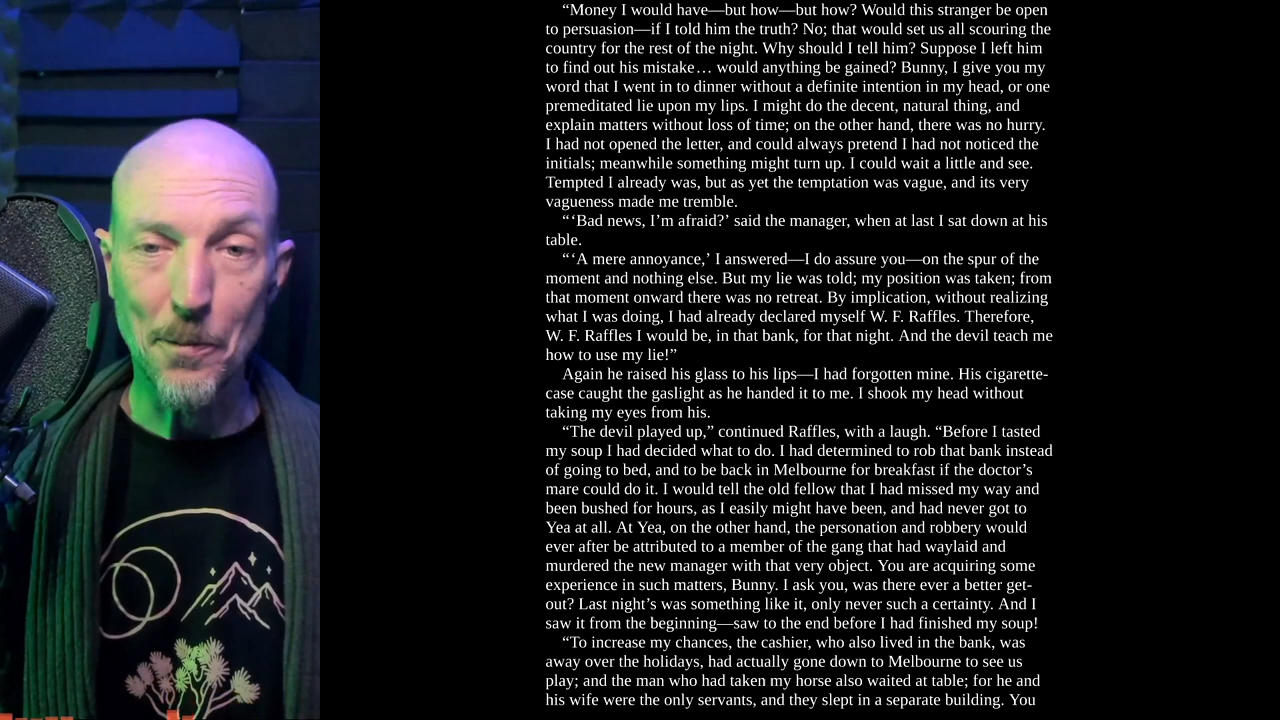 “Money I would have—but how—but how? Would this stranger be open
to persuasion—if I told him the truth? No; that would set us all scouring the
country for the rest of the night. Why should I tell him? Suppose I left him
to find out his mistake… would anything be gained? Bunny, I give you my
word that I went in to dinner without a definite intention in my head, or one
premeditated lie upon my lips. I might do the decent, natural thing, and
explain matters without loss of time; on the other hand, there was no hurry.
I had not opened the letter, and could always pretend I had not noticed the
initials; meanwhile something might turn up. I could wait a little and see.
Tempted I already was, but as yet the temptation was vague, and its very
vagueness made me tremble.
“‘Bad news, I’m afraid?’ said the manager, when at last I sat down at his
table.
“‘A mere annoyance,’ I answered—I do assure you—on the spur of the
moment and nothing else. But my lie was told; my position was taken; from
that moment onward there was no retreat. By implication, without realizing
what I was doing, I had already declared myself W. F. Raffles. Therefore,
W. F. Raffles I would be, in that bank, for that night. And the devil teach me
how to use my lie!”
Again he raised his glass to his lips—I had forgotten mine. His cigarette-
case caught the gaslight as he handed it to me. I shook my head without
taking my eyes from his.
“The devil played up,” continued Raffles, with a laugh. “Before I tasted
my soup I had decided what to do. I had determined to rob that bank instead
of going to bed, and to be back in Melbourne for breakfast if the doctor’s
mare could do it. I would tell the old fellow that I had missed my way and
been bushed for hours, as I easily might have been, and had never got to
Yea at all. At Yea, on the other hand, the personation and robbery would
ever after be attributed to a member of the gang that had waylaid and
murdered the new manager with that very object. You are acquiring some
experience in such matters, Bunny. I ask you, was there ever a better get-
out? Last night’s was something like it, only never such a certainty. And I
saw it from the beginning—saw to the end before I had finished my soup!
“To increase my chances, the cashier, who also lived in the bank, was
away over the holidays, had actually gone down to Melbourne to see us
play; and the man who had taken my horse also waited at table; for he and
his wife were the only servants, and they slept in a separate building. You